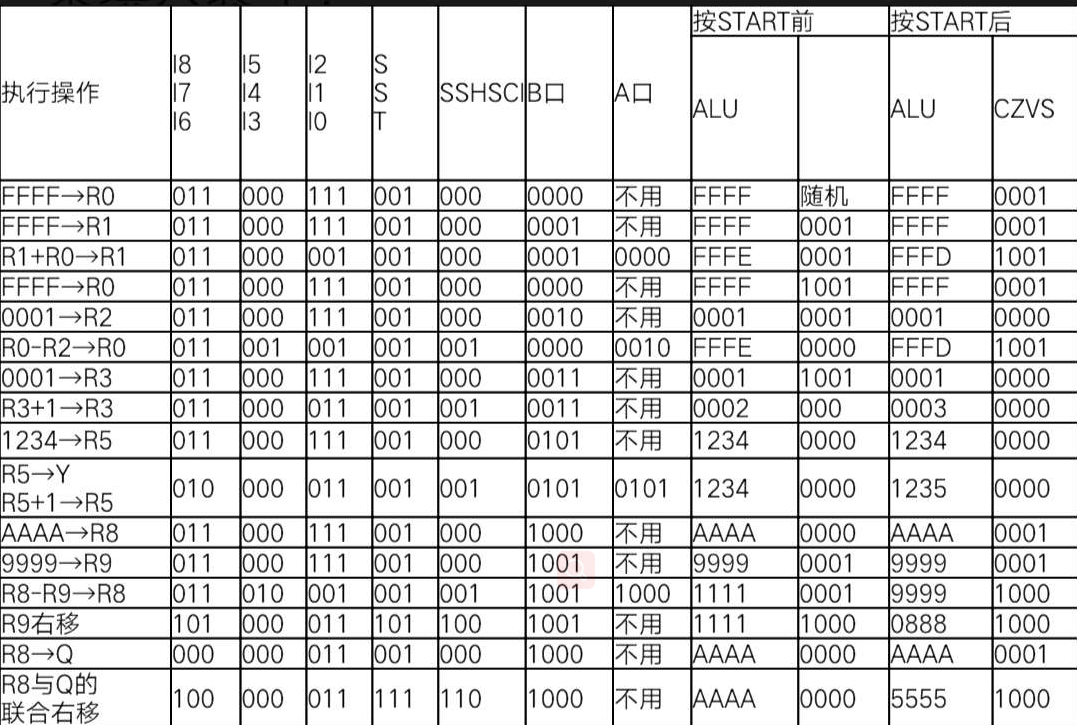 按START前 按START后
执行操作 I8 I7 I6 I5 I4 I3 I2 I1 I0 S S T SSHSCI B口 A口 ALU ALU CZVS
FFFF→R0 011 000 111 001 000 0000 不用 FFFF 随机 FFFF 0001
FFFF→R1 011 000 111 001 000 0001 不用 FFFF 0001 FFFF 0001
R1+R0→R1 011 000 001 001 000 0001 0000 FFFE 0001 FFFD 1001
FFFF→R0 011 000 111 001 000 0000 不用 FFFF 1001 FFFF 0001
0001→R2 011 000 111 001 000 0010 不用 0001 0001 0001 0000
R0-R2→R0 011 001 001 001 001 0000 0010 FFFE 0000 FFFD 1001
0001→R3 011 000 111 001 000 0011 不用 0001 1001 0001 0000
R3+1→R3 011 000 011 001 001 0011 不用 0002 000 0003 0000
1234→R5 011 000 111 001 000 0101 不用 1234 0000 1234 0000
R5→Y
R5+1→R5 010 000 011 001 001 0101 0101 1234 0000 1235 0000
AAAA→R8 011 000 111 001 000 1000 不用 AAAA 0000 AAAA 0001
9999→R9 011 000 111 001 000 1001 不用 9999 0001 9999 0001
R8-R9→R8 011 010 001 001 001 1001 1000 1111 0001 9999 1000
R9右移 101 000 011 101 100 1001 不用 1111 1000 0888 1000
R8→Q 000 000 011 001 000 1000 不用 AAAA 0000 AAAA 0001
R8与Q的
联合右移 100 000 011 111 110 1000 不用 AAAA 0000 5555 1000